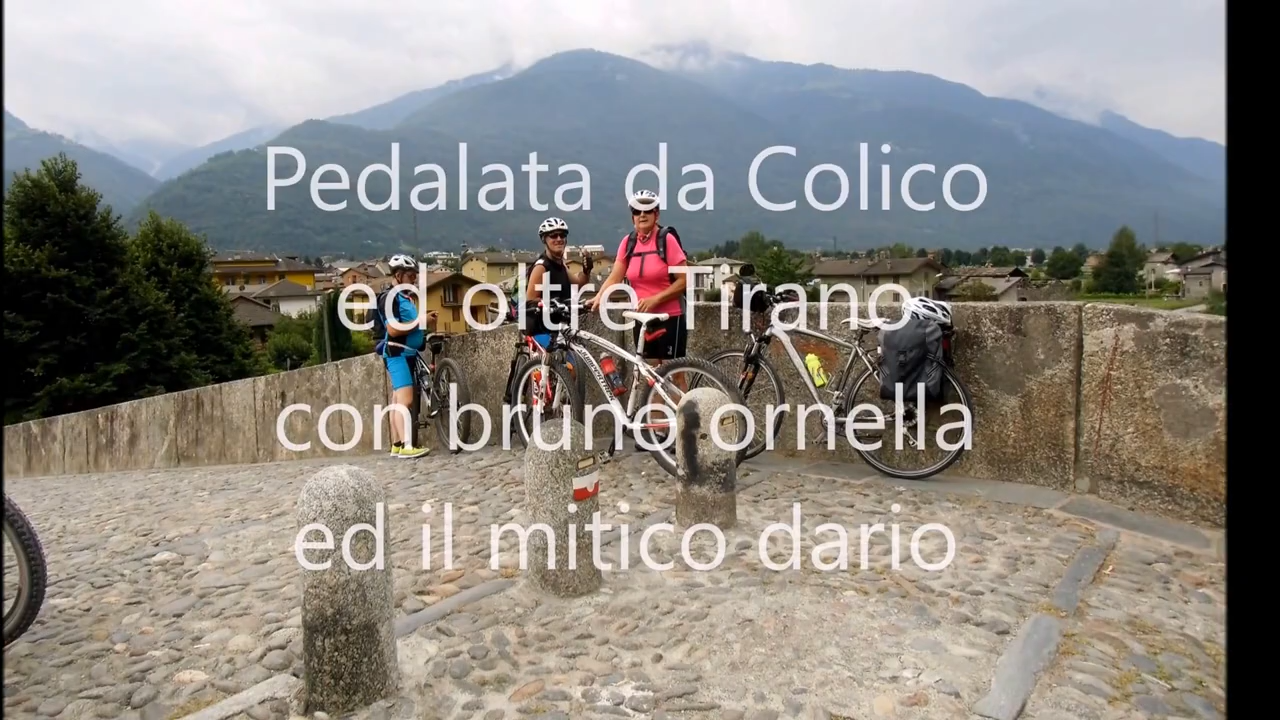 Pedalata da Colico
ed oltre Tirano
con bruno ornella
ed il mitico dario